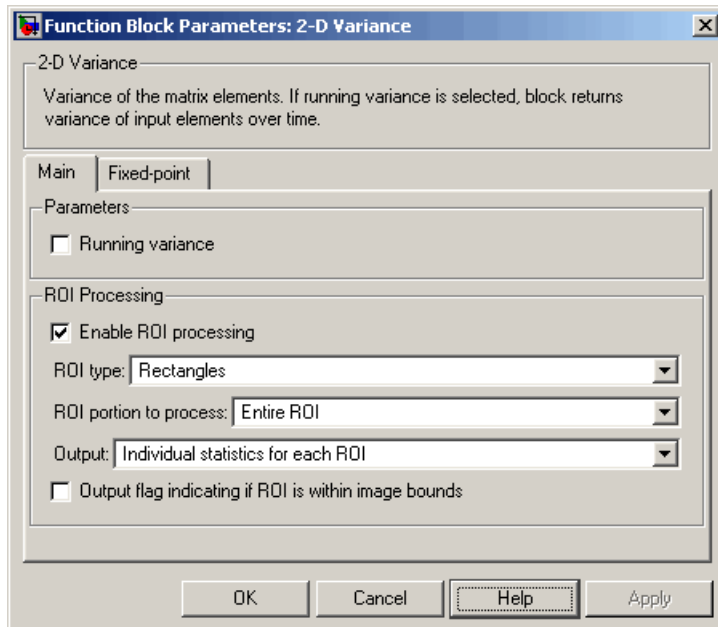 Function Block Parameters: 2-D Variance
2-D Variance
Variance of the matrix elements. If running variance is selected, block returns
variance of input elements over time.
Main Fixed-point
Parameters
Running variance
ROI Processing
Enable ROI processing
ROI type: Rectangles
ROI portion to process: Entire ROI
Output: Individual statistics for each ROI
Output flag indicating if ROI is within image bounds
OK Cancel Help Apply